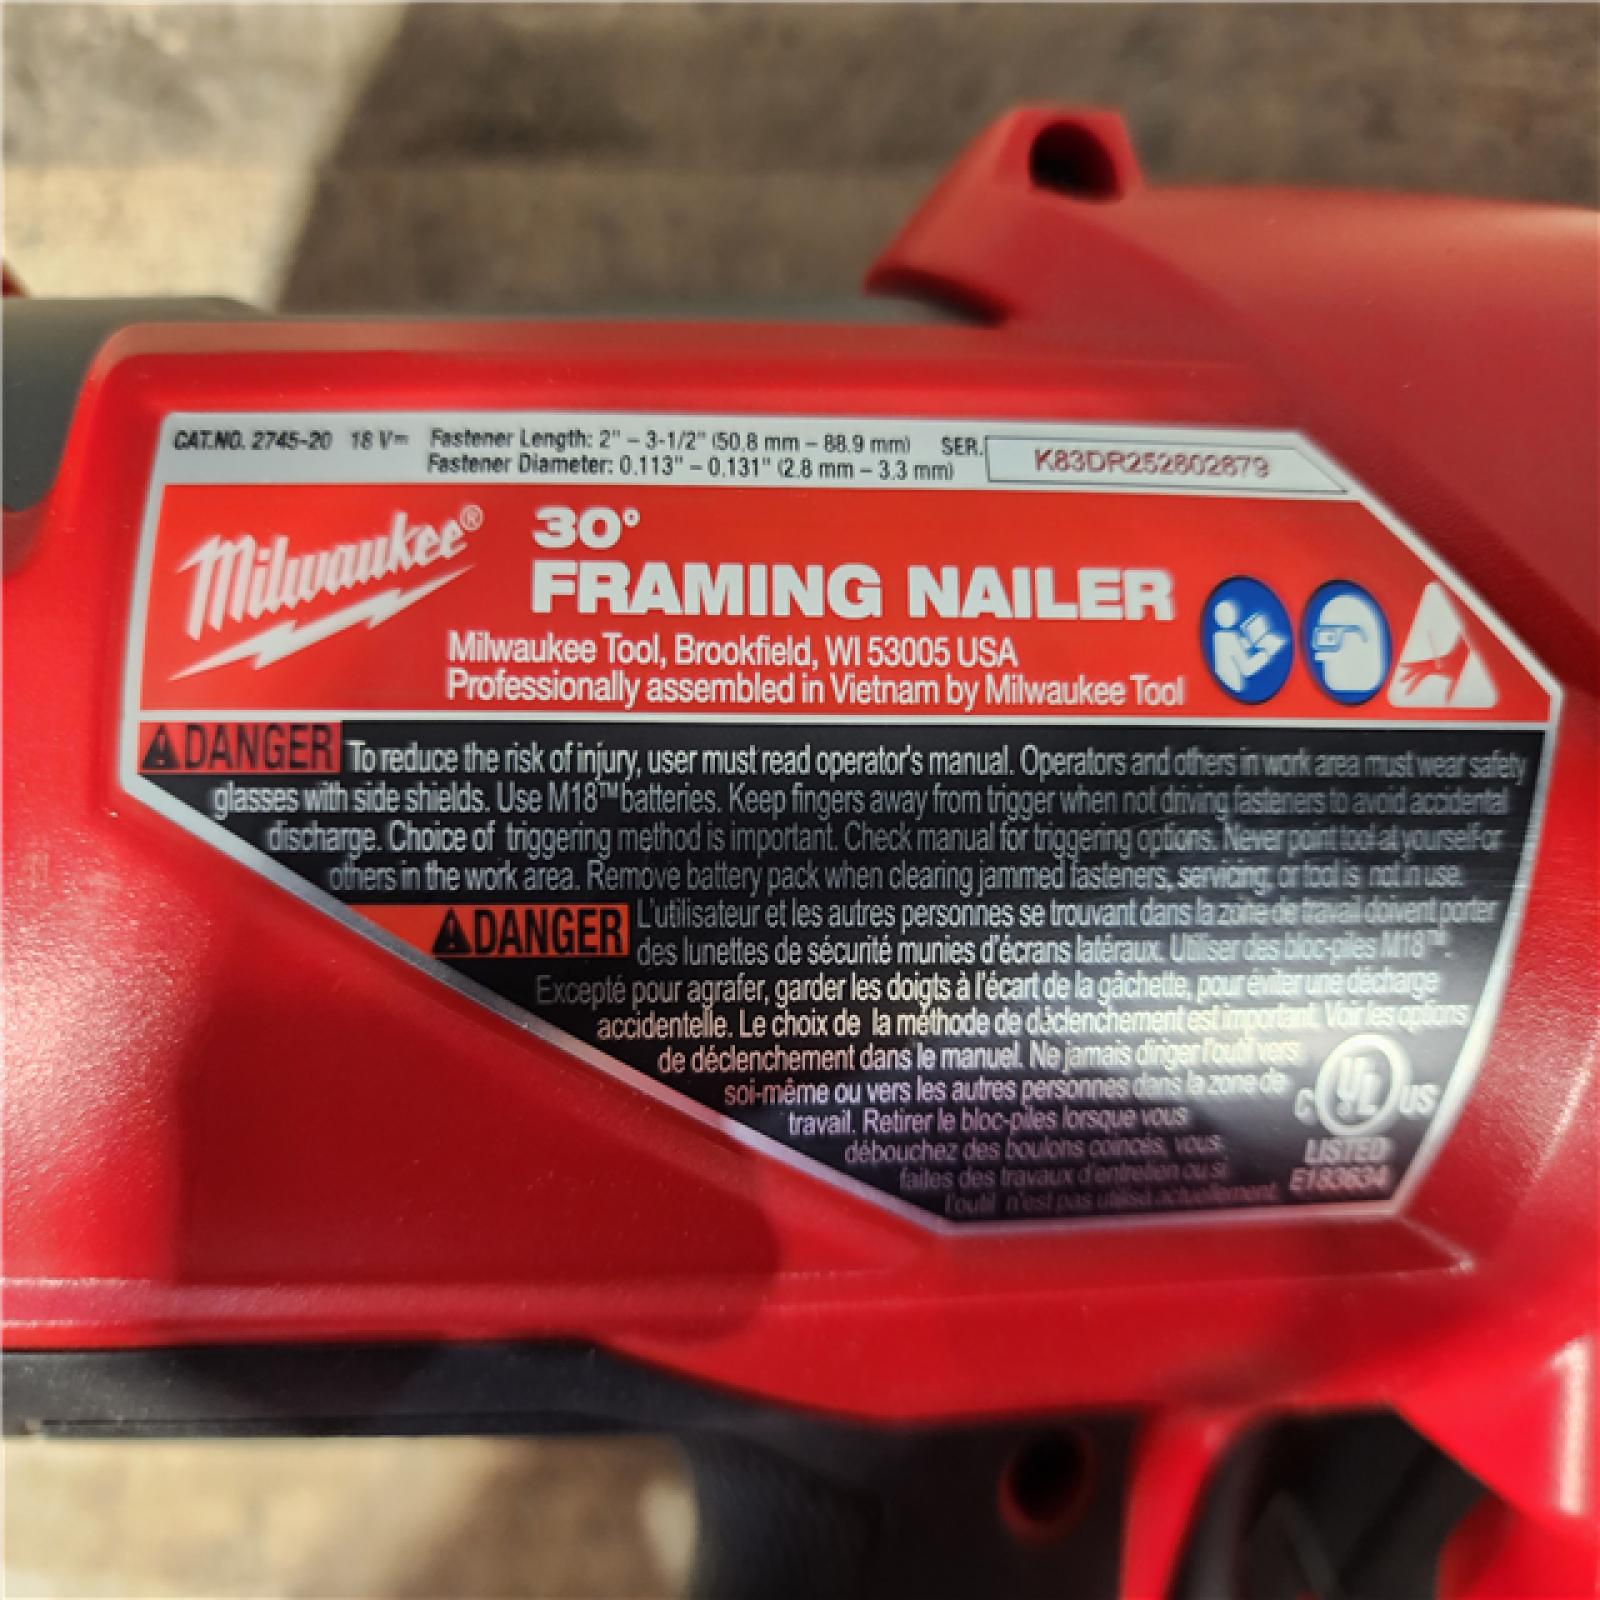 CAT.NO. 2745-20 18 V⎓ Fastener Length: 2" – 3-1/2" (50,8 mm – 88.9 mm) SER.
Fastener Diameter: 0.113" – 0.131" (2.8 mm – 3.3 mm)
K83DR252802879
Milwaukee®
30°
FRAMING NAILER
Milwaukee Tool, Brookfield, WI 53005 USA
Professionally assembled in Vietnam by Milwaukee Tool
DANGER To reduce the risk of injury, user must read operator's manual. Operators and others in work area must wear safety
glasses with side shields. Use M18™ batteries. Keep fingers away from trigger when not driving fasteners to avoid accidental
discharge. Choice of triggering method is important. Check manual for triggering options. Never point tool at yourself or
others in the work area. Remove battery pack when clearing jammed fasteners, servicing, or tool is not in use.
DANGER L'utilisateur et les autres personnes se trouvant dans la zone de travail doivent porter
des lunettes de sécurité munies d'écrans latéraux. Utiliser des bloc-piles M18™.
Excepté pour agrafer, garder les doigts à l'écart de la gâchette, pour éviter une décharge
accidentelle. Le choix de la méthode de déclenchement est important. Voir les options
de déclenchement dans le manuel. Ne jamais diriger l'outil vers
soi-même ou vers les autres personnes dans la zone de
travail. Retirer le bloc-piles lorsque vous
débouchez des boulons coincés, vous
faites des travaux d'entretien ou si
l'outil n'est pas utilisé actuellement.
C UL US
LISTED
E183634